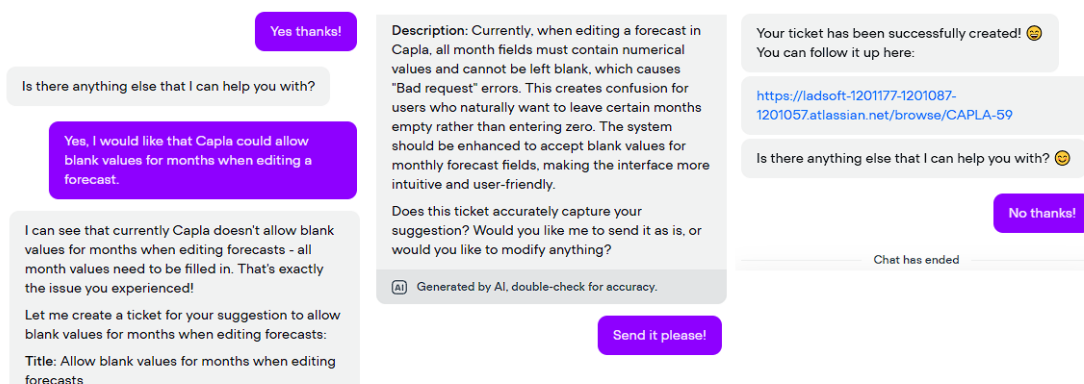 Yes thanks!
Is there anything else that I can help you with?
Yes, I would like that Capla could allow
blank values for months when editing a
forecast.
I can see that currently Capla doesn't allow blank
values for months when editing forecasts - all
month values need to be filled in. That's exactly
the issue you experienced!
Let me create a ticket for your suggestion to allow
blank values for months when editing forecasts:
Title: Allow blank values for months when editing
forecasts
Description: Currently, when editing a forecast in
Capla, all month fields must contain numerical
values and cannot be left blank, which causes
"Bad request" errors. This creates confusion for
users who naturally want to leave certain months
empty rather than entering zero. The system
should be enhanced to accept blank values for
monthly forecast fields, making the interface more
intuitive and user-friendly.
Does this ticket accurately capture your
suggestion? Would you like me to send it as is, or
would you like to modify anything?
AI Generated by AI, double-check for accuracy.
Send it please!
Your ticket has been successfully created! 😄
You can follow it up here:
https://ladsoft-1201177-1201087-
1201057.atlassian.net/browse/CAPLA-59
Is there anything else that I can help you with? 😄
No thanks!
Chat has ended